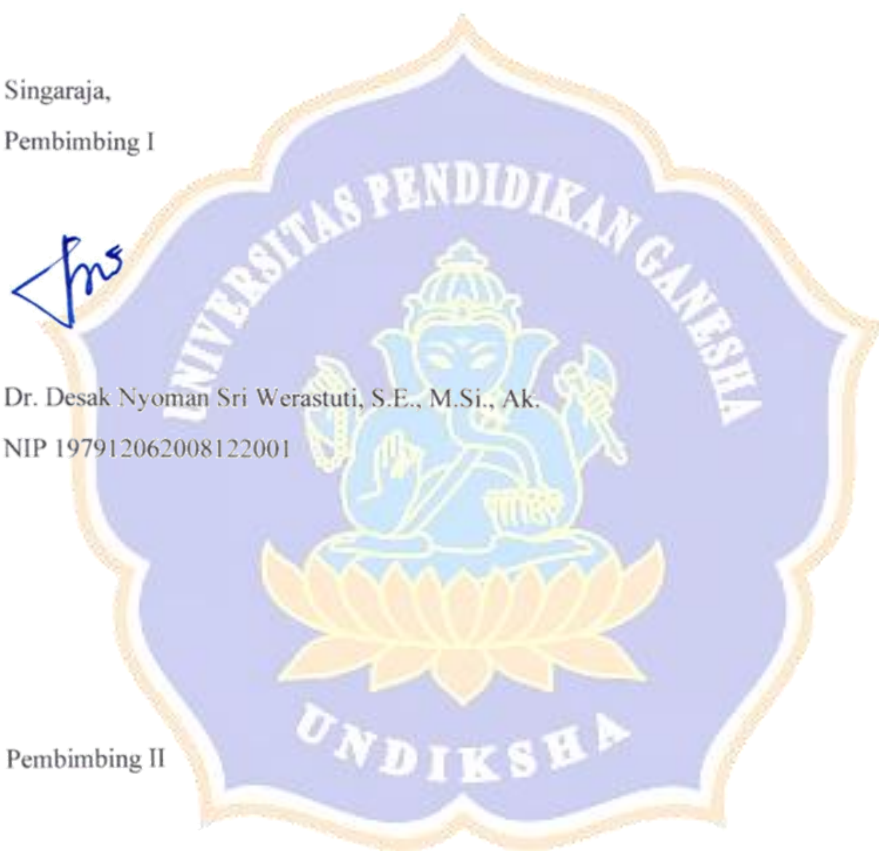 Singaraja,
Pembimbing I
UNIVERSITAS PENDIDIKAN GANESHA
Dr. Desak Nyoman Sri Werastuti, S.E., M.Si., Ak.
NIP 197912062008122001
UNDIKSHA
Pembimbing II